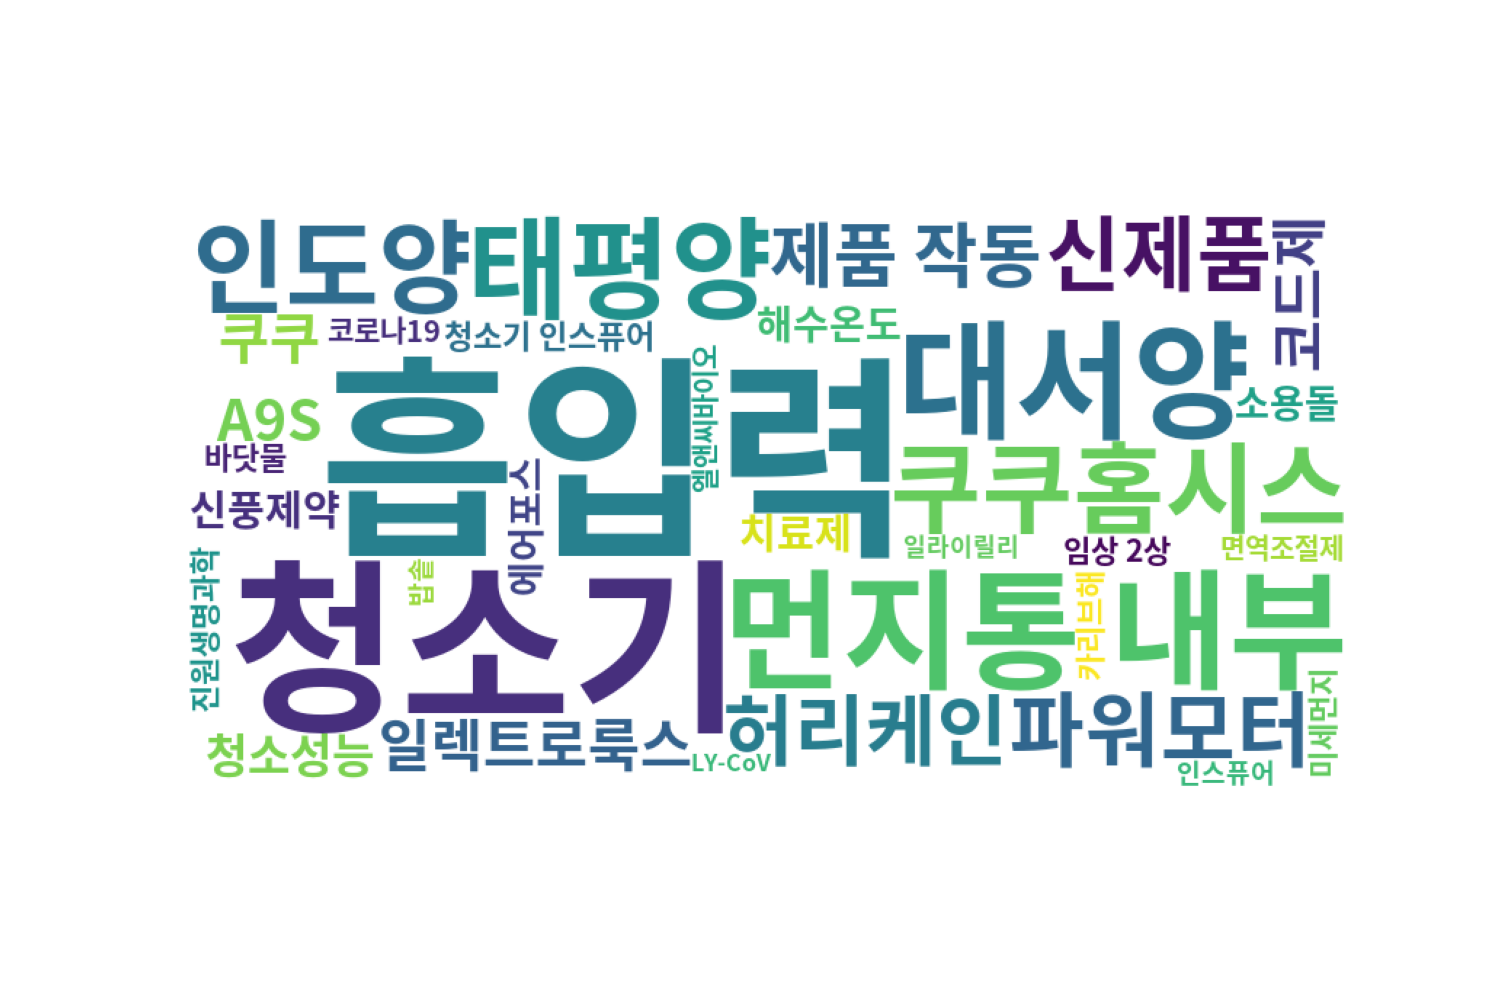 인도양
태평양
제품 작동
신제품
코드제
쿠쿠
코로나19
청소기 인스퓨어
해수온도
대서양
흡입력
엘앤씨바이오
A9S
소용돌
바닷물
쿠쿠홈시스
신풍제약
에어포시
치료제
일라이릴리
임상 2상
면역조절제
진원생명과학
밥솥
청소기
먼지통
카리브해
내부
허리케인
파워모터
미세먼지
청소성능
일렉트로룩스
LY-CoV
인스퓨어